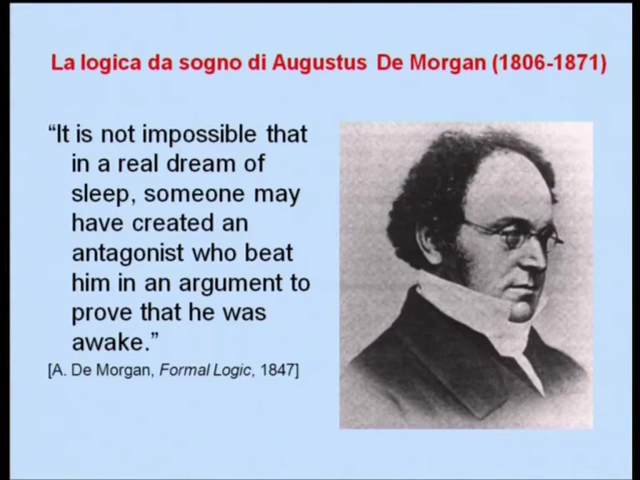 La logica da sogno di Augustus De Morgan (1806-1871)
“It is not impossible that
in a real dream of
sleep, someone may
have created an
antagonist who beat
him in an argument to
prove that he was
awake.”
[A. De Morgan, Formal Logic, 1847]